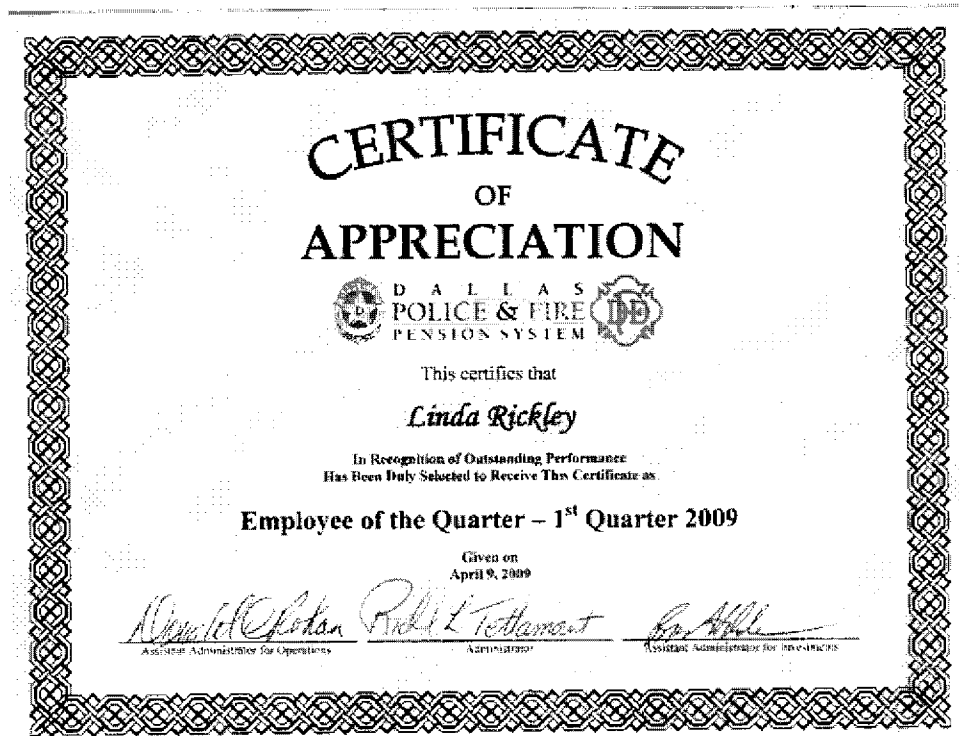 CERTIFICATE
OF
APPRECIATION
DALLAS
POLICE & FIRE
PENSION SYSTEM
This certifies that
Linda Rickley
In Recognition of Outstanding Performance
Has Been Duly Selected to Receive This Certificate as
Employee of the Quarter – 1st Quarter 2009
Given on
April 9, 2009
L Tettamant
Assistant Administrator for Operations
Administrator
Assistant Administrator for Investments